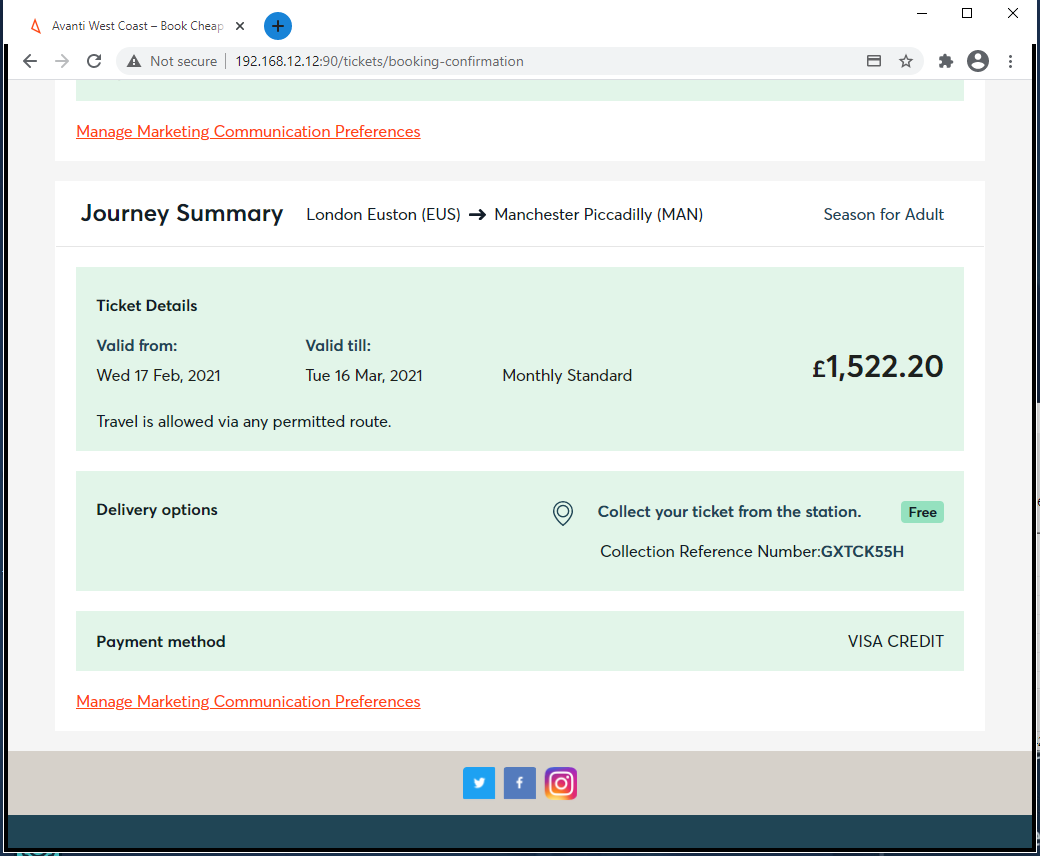 Avanti West Coast – Book Cheap
Not secure | 192.168.12.12:90/tickets/booking-confirmation
Manage Marketing Communication Preferences
Journey Summary London Euston (EUS) → Manchester Piccadilly (MAN) Season for Adult
Ticket Details
Valid from: Valid till:
Wed 17 Feb, 2021 Tue 16 Mar, 2021 Monthly Standard £1,522.20
Travel is allowed via any permitted route.
Delivery options Collect your ticket from the station. Free
Collection Reference Number:GXTCK55H
Payment method VISA CREDIT
Manage Marketing Communication Preferences